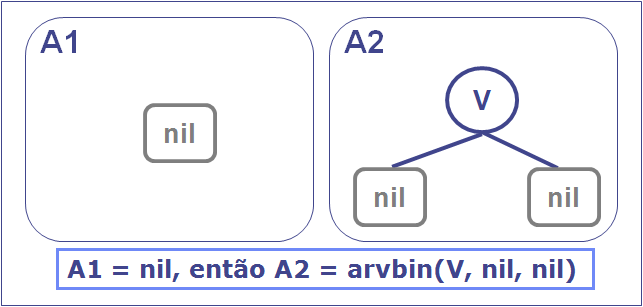 A1
A2
V
nil
nil
nil
A1 = nil, então A2 = arvbin(V, nil, nil)